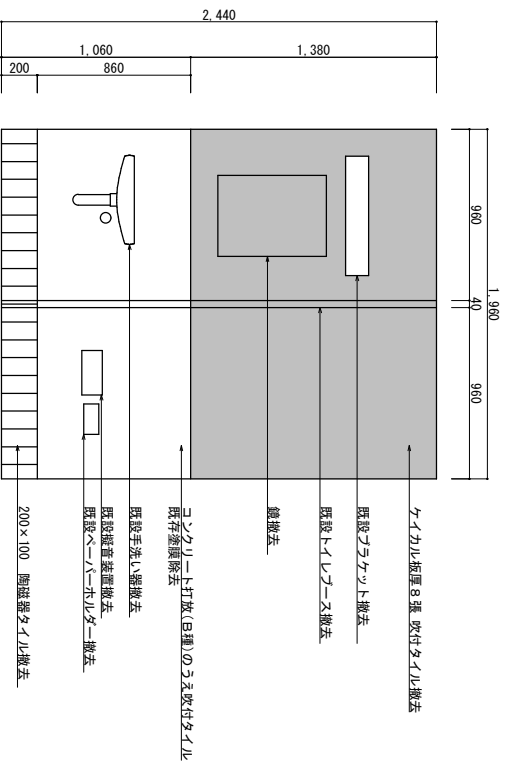 2,440
1,060
1,380
200
860
960
40
960
1,960
ケイカル板厚8張 吹付タイル撤去
既設ブラケット撤去
既設トイレブース撤去
鏡撤去
コンクリート打放(B種)のうえ吹付タイル
既存塗膜除去
既設手洗い器撤去
既設擬音装置撤去
既設ペーパーホルダー撤去
200×100 陶磁器タイル撤去